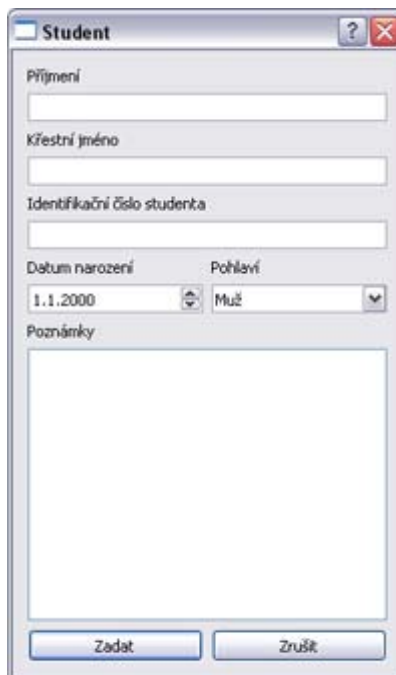 Student
Příjmení
Křestní jméno
Identifikační číslo studenta
Datum narození Pohlaví
1.1.2000 Muž
Poznámky
Zadat Zrušit